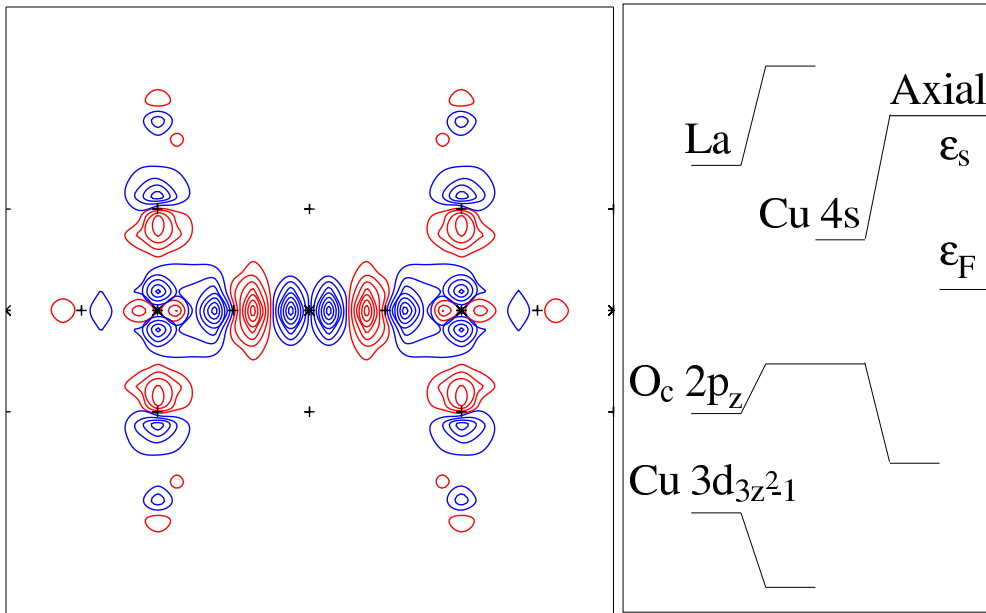 Axial
La
εs
Cu 4s
εF
Oc 2pz
Cu 3d3z²-1